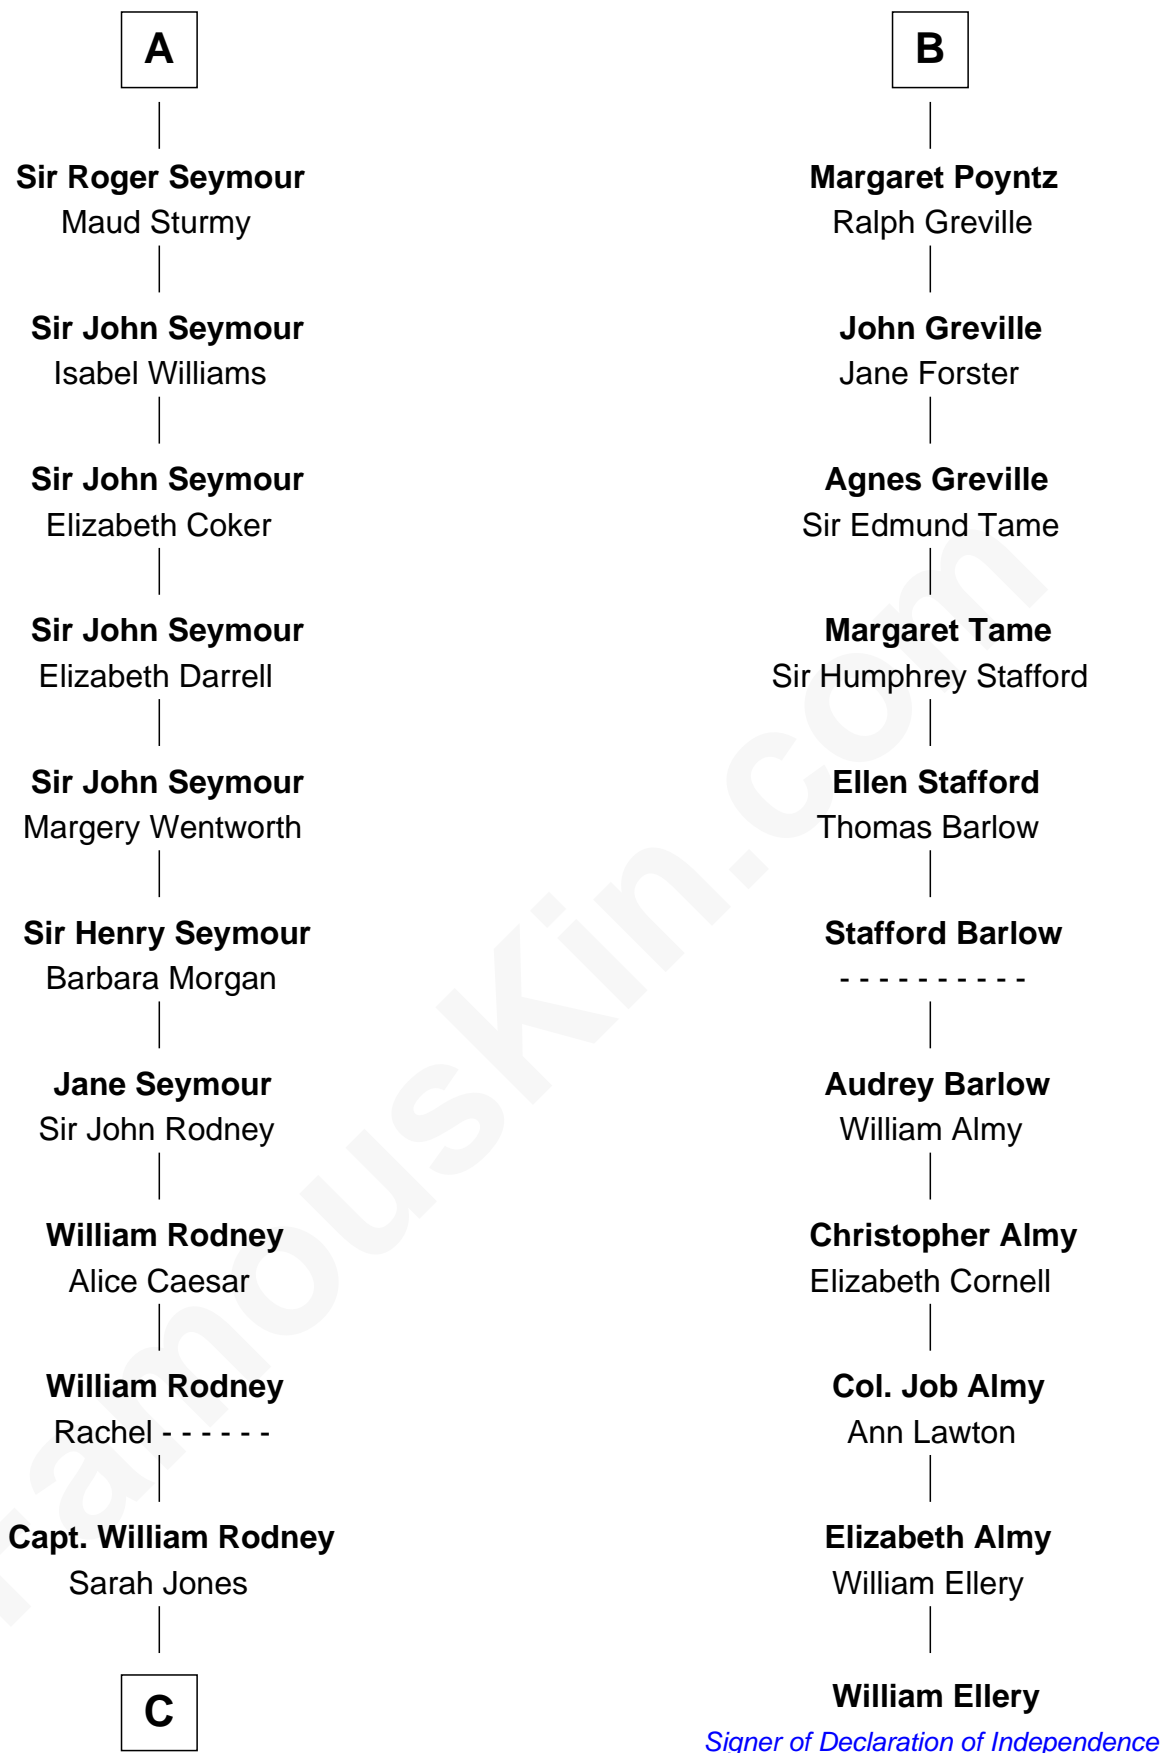 A
Sir Roger Seymour
Maud Sturmy
Sir John Seymour
Isabel Williams
Sir John Seymour
Elizabeth Coker
Sir John Seymour
Elizabeth Darrell
Sir John Seymour
Margery Wentworth
Sir Henry Seymour
Barbara Morgan
Jane Seymour
Sir John Rodney
William Rodney
Alice Caesar
William Rodney
Rachel - - - - - -
Capt. William Rodney
Sarah Jones
C
B
Margaret Poyntz
Ralph Greville
John Greville
Jane Forster
Agnes Greville
Sir Edmund Tame
Margaret Tame
Sir Humphrey Stafford
Ellen Stafford
Thomas Barlow
Stafford Barlow
- - - - - - - - - -
Audrey Barlow
William Almy
Christopher Almy
Elizabeth Cornell
Col. Job Almy
Ann Lawton
Elizabeth Almy
William Ellery
William Ellery
Signer of Declaration of Independence
FamousKin.com